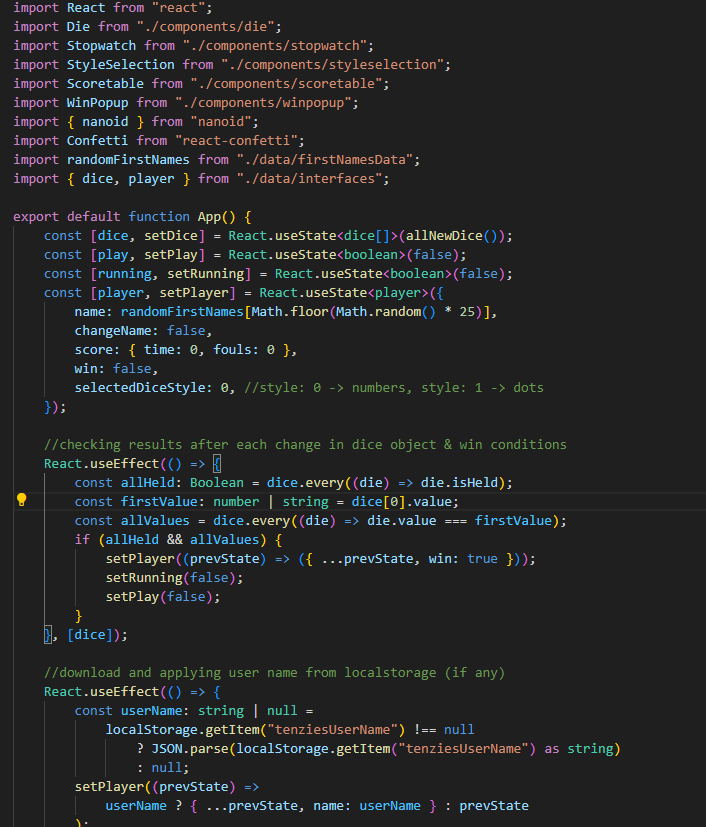 import React from "react";
import Die from "./components/die";
import Stopwatch from "./components/stopwatch";
import StyleSelection from "./components/styleselection";
import Scoretable from "./components/scoretable";
import WinPopup from "./components/winpopup";
import { nanoid } from "nanoid";
import Confetti from "react-confetti";
import randomFirstNames from "./data/firstNamesData";
import { dice, player } from "./data/interfaces";

export default function App() {
    const [dice, setDice] = React.useState<dice[]>(allNewDice());
    const [play, setPlay] = React.useState<boolean>(false);
    const [running, setRunning] = React.useState<boolean>(false);
    const [player, setPlayer] = React.useState<player>({
        name: randomFirstNames[Math.floor(Math.random() * 25)],
        changeName: false,
        score: { time: 0, fouls: 0 },
        win: false,
        selectedDiceStyle: 0, //style: 0 -> numbers, style: 1 -> dots
    });

    //checking results after each change in dice object & win conditions
    React.useEffect(() => {
        const allHeld: Boolean = dice.every((die) => die.isHeld);
        const firstValue: number | string = dice[0].value;
        const allValues = dice.every((die) => die.value === firstValue);
        if (allHeld && allValues) {
            setPlayer((prevState) => ({ ...prevState, win: true }));
            setRunning(false);
            setPlay(false);
        }
    }, [dice]);

    //download and applying user name from localstorage (if any)
    React.useEffect(() => {
        const userName: string | null =
            localStorage.getItem("tenziesUserName") !== null
                ? JSON.parse(localStorage.getItem("tenziesUserName") as string)
                : null;
        setPlayer((prevState) =>
            userName ? { ...prevState, name: userName } : prevState
        );